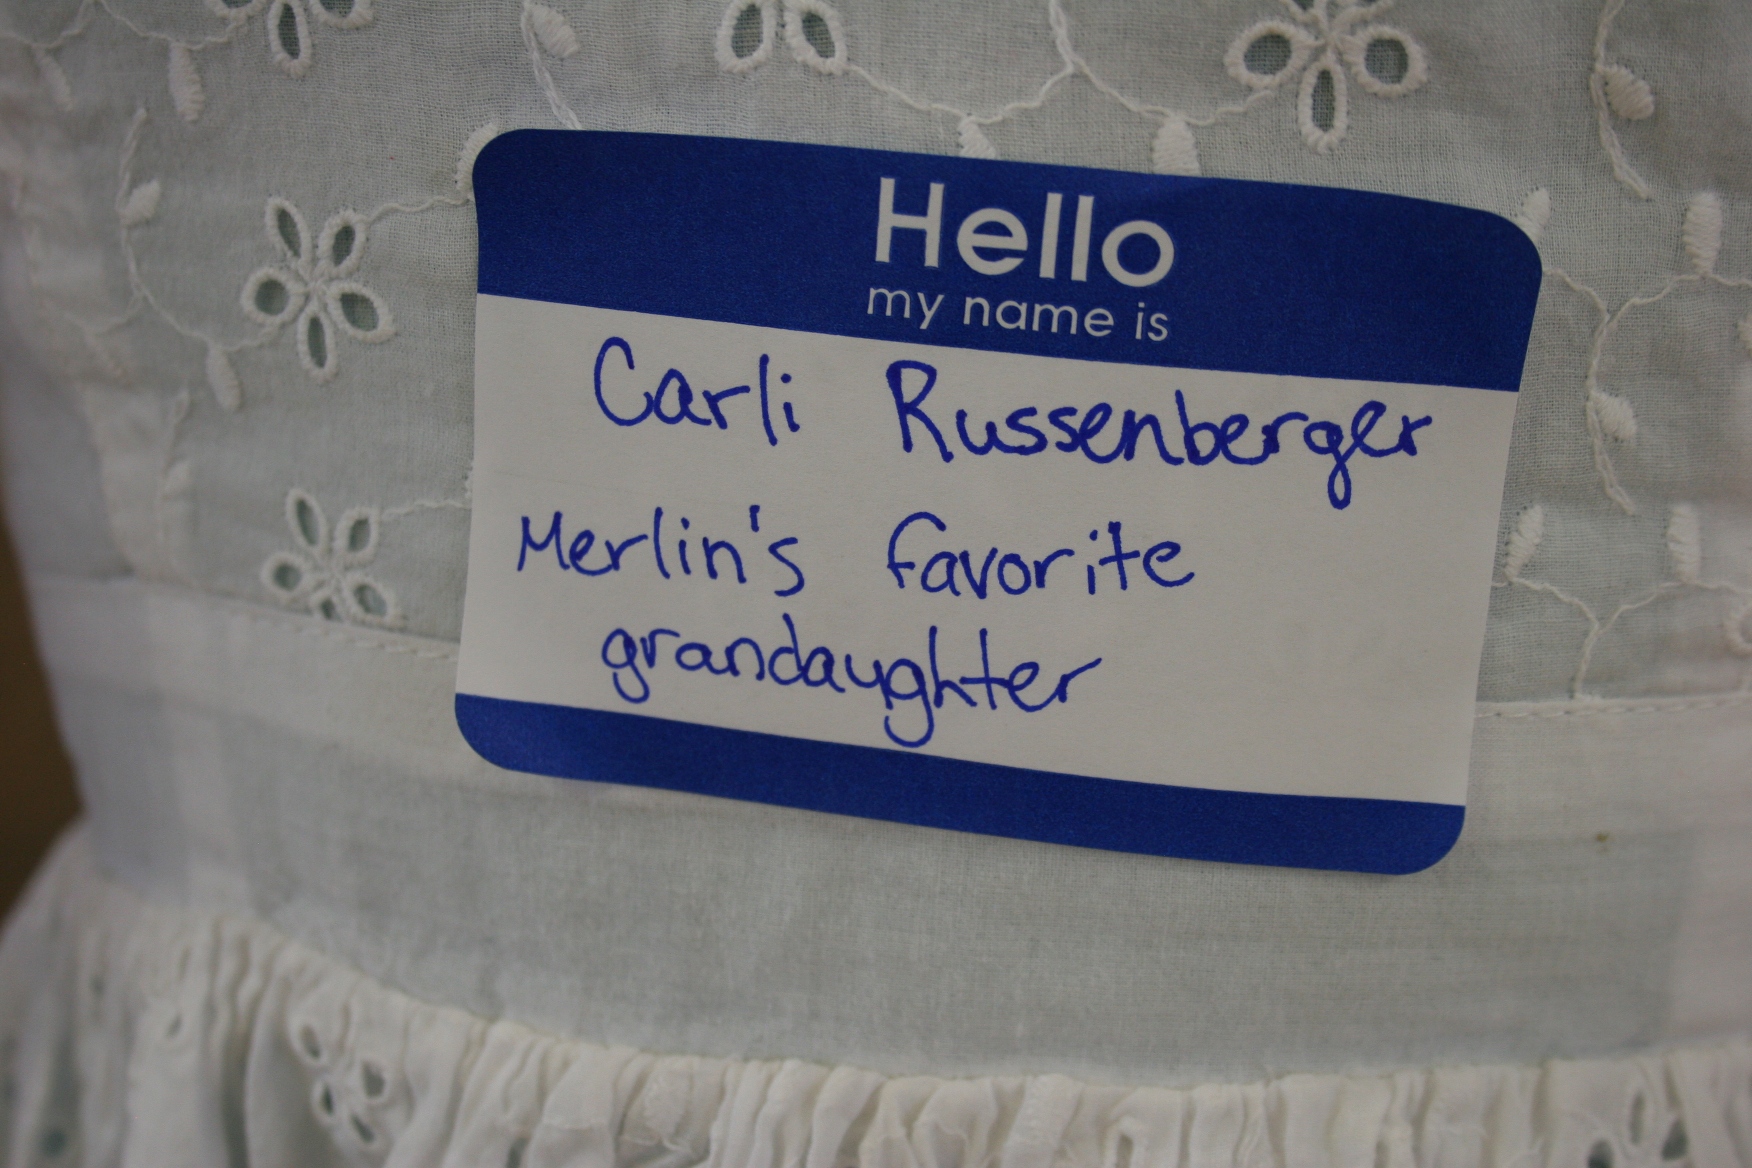 Hello
my name is
Carli Russenberger
Merlin's favorite
grandaughter